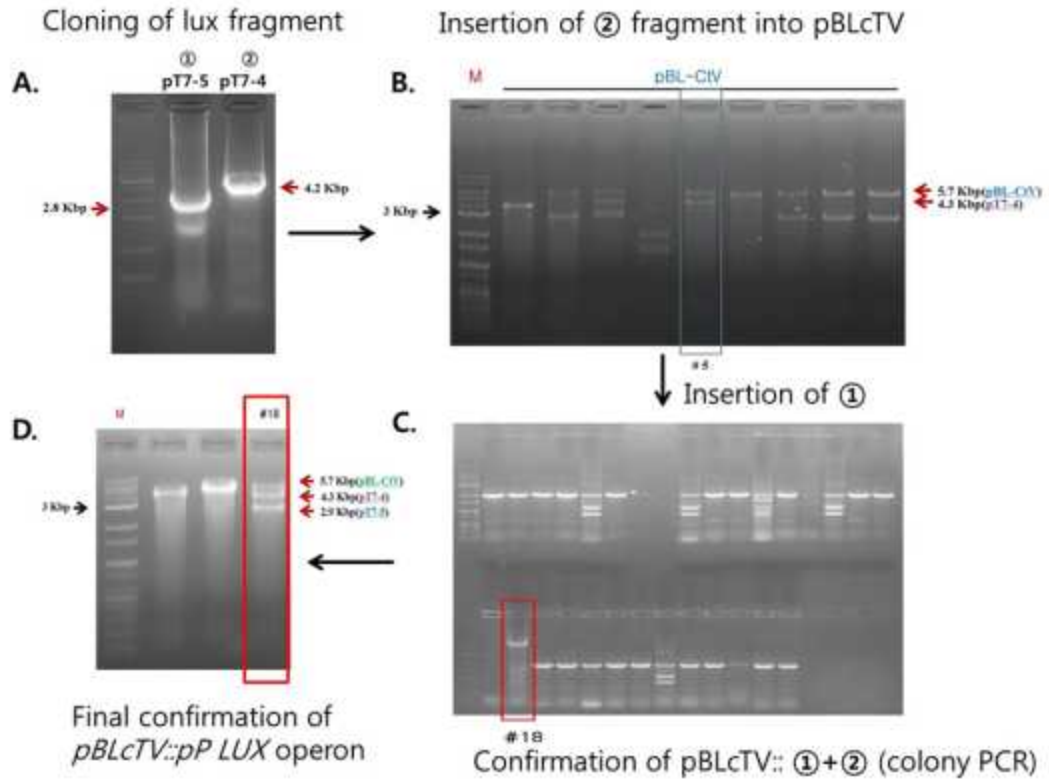 Cloning of lux fragment
Insertion of ② fragment into pBLcTV
A.
① ②
pT7-5 pT7-4
2.8 Kbp
4.2 Kbp
B.
M
pBL-CtV
3 Kbp
5.7 Kbp(pBL-CtV)
4.3 Kbp(pT7-4)
#5
Insertion of ①
D.
M
#18
3 Kbp
5.7 Kbp(pBL-CtV)
4.3 Kbp(pT7-4)
2.9 Kbp(pT7-5)
C.
#18
Final confirmation of
pBLcTV::pP LUX operon
Confirmation of pBLcTV:: ①+② (colony PCR)